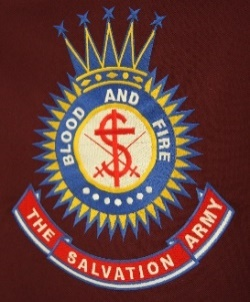 BLOOD AND FIRE
S
THE SALVATION ARMY